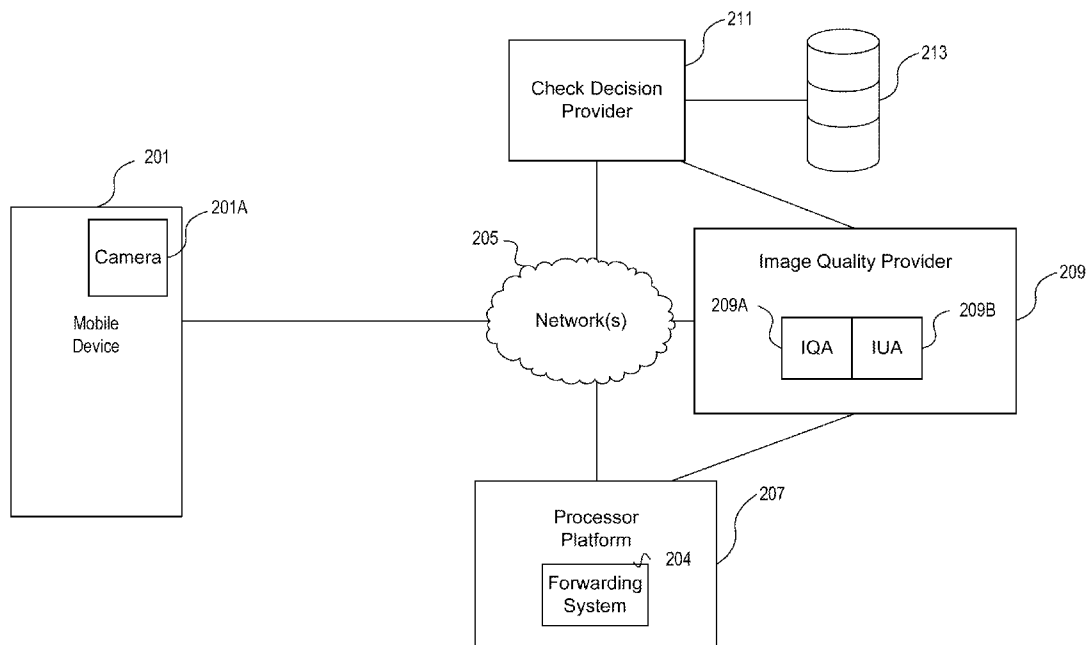 211
213
Check Decision
Provider
201
201A
Camera
Mobile
Device
205
Network(s)
Image Quality Provider
209
209A
209B
IQA
IUA
207
Processor
Platform
204
Forwarding
System